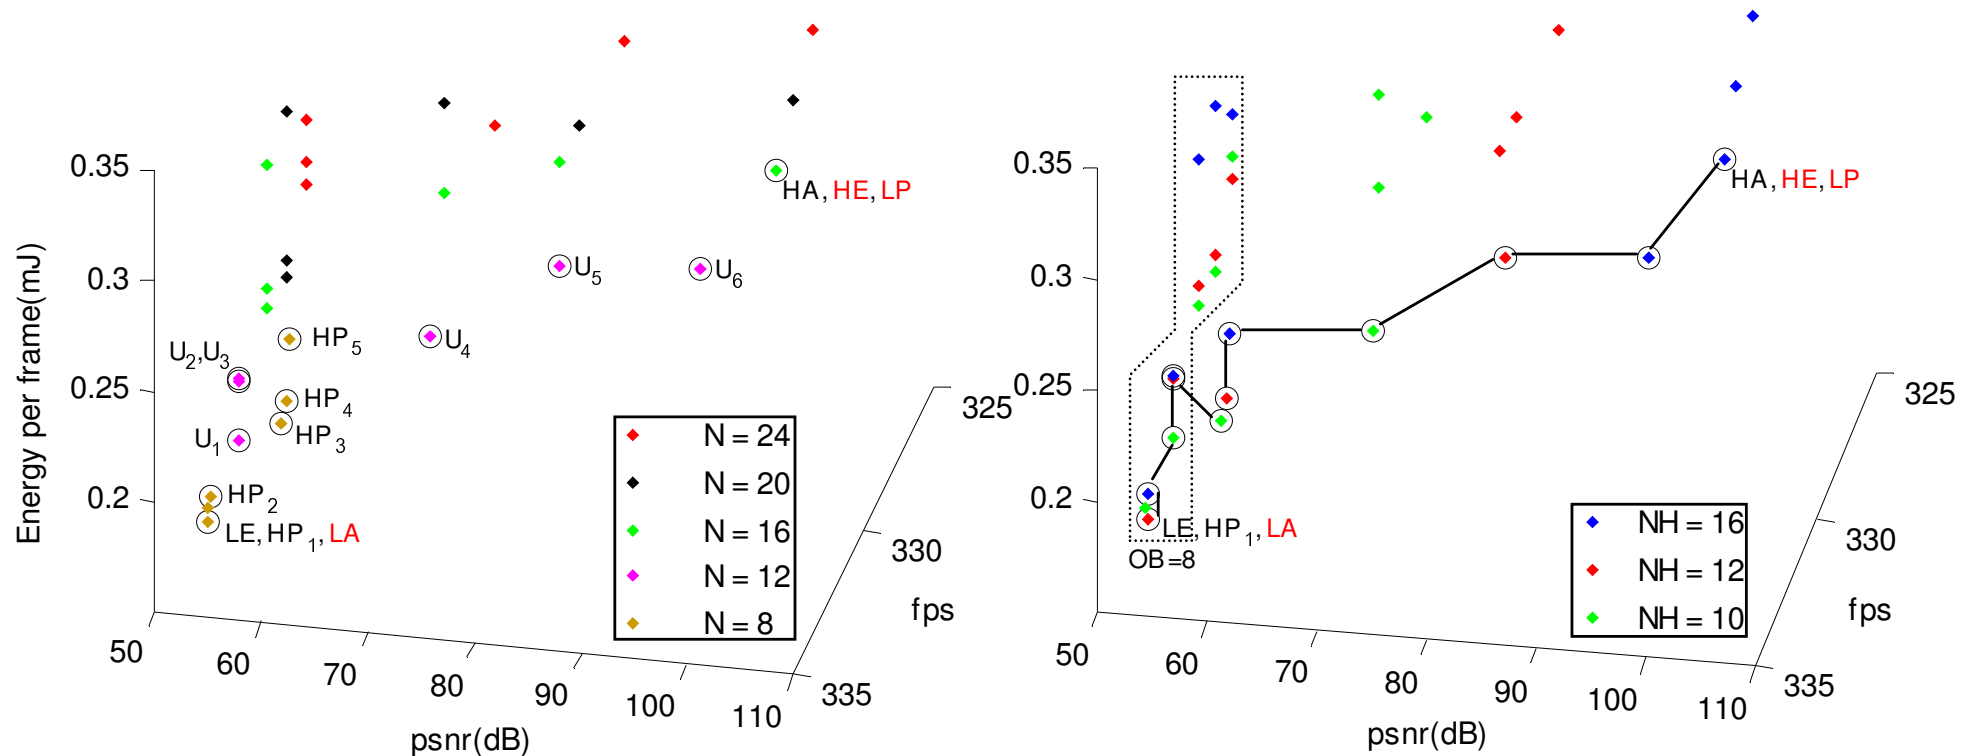 0.35
0.3
0.25
0.2
Energy per frame(mJ)
HA, HE, LP
U5
U6
U4
HP5
U2,U3
HP4
HP3
U1
HP2
LE, HP1, LA
N = 24
N = 20
N = 16
N = 12
N = 8
325
330
335
fps
50
60
70
80
90
100
110
psnr(dB)
0.35
0.3
0.25
0.2
HA, HE, LP
LE, HP1, LA
OB=8
NH = 16
NH = 12
NH = 10
325
330
335
fps
50
60
70
80
90
100
110
psnr(dB)